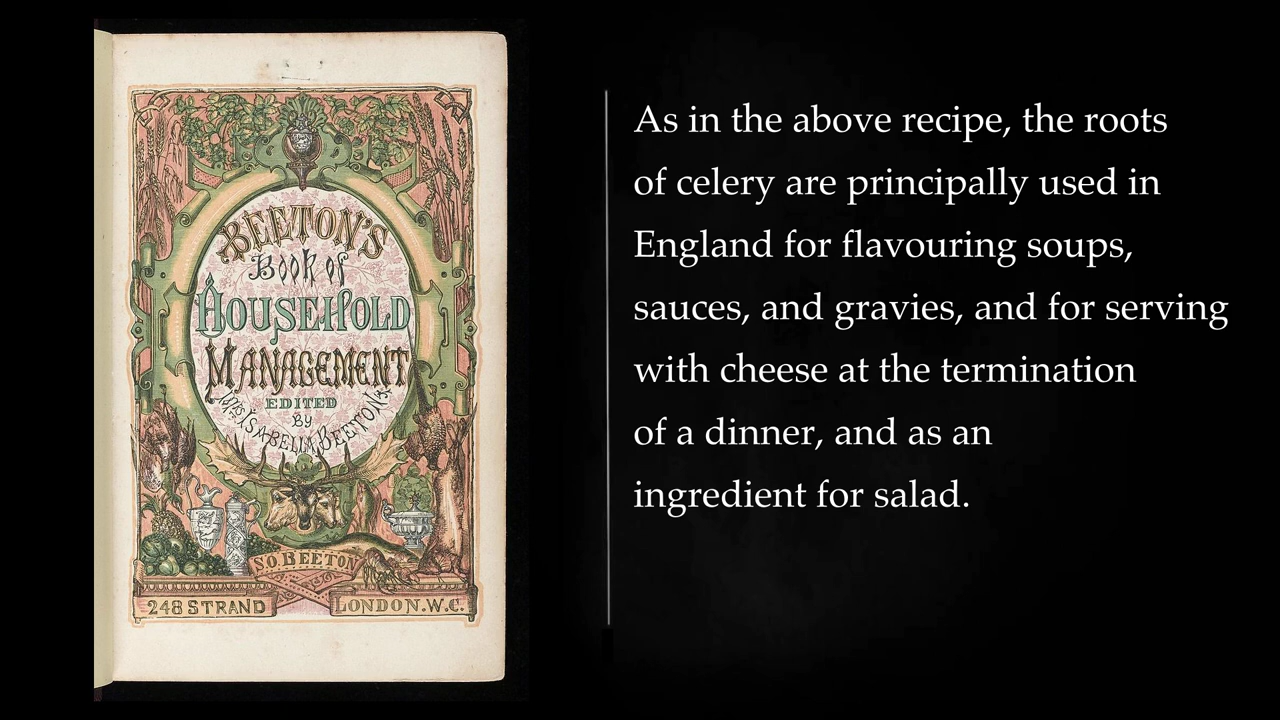 BEETON'S
Book of
HOUSEHOLD
MANAGEMENT
EDITED
BY
MRS ISABELLA BEETON
S.O. BEETON
248 STRAND
LONDON. W.C.
As in the above recipe, the roots
of celery are principally used in
England for flavouring soups,
sauces, and gravies, and for serving
with cheese at the termination
of a dinner, and as an
ingredient for salad.